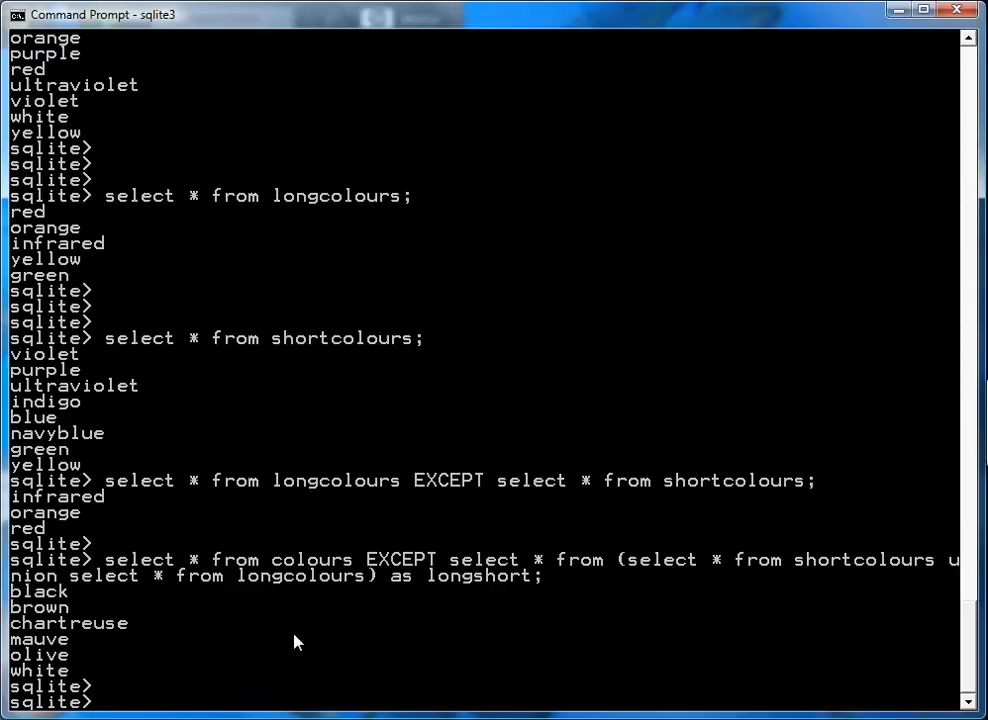 Command Prompt - sqlite3
orange
purple
red
ultraviolet
violet
white
yellow
sqlite>
sqlite>
sqlite>
sqlite> select * from longcolours;
red
orange
infrared
yellow
green
sqlite>
sqlite>
sqlite>
sqlite> select * from shortcolours;
violet
purple
ultraviolet
indigo
blue
navyblue
green
yellow
sqlite> select * from longcolours EXCEPT select * from shortcolours;
infrared
orange
red
sqlite>
sqlite> select * from colours EXCEPT select * from (select * from shortcolours u
nion select * from longcolours) as longshort;
black
brown
chartreuse
mauve
olive
white
sqlite>
sqlite>